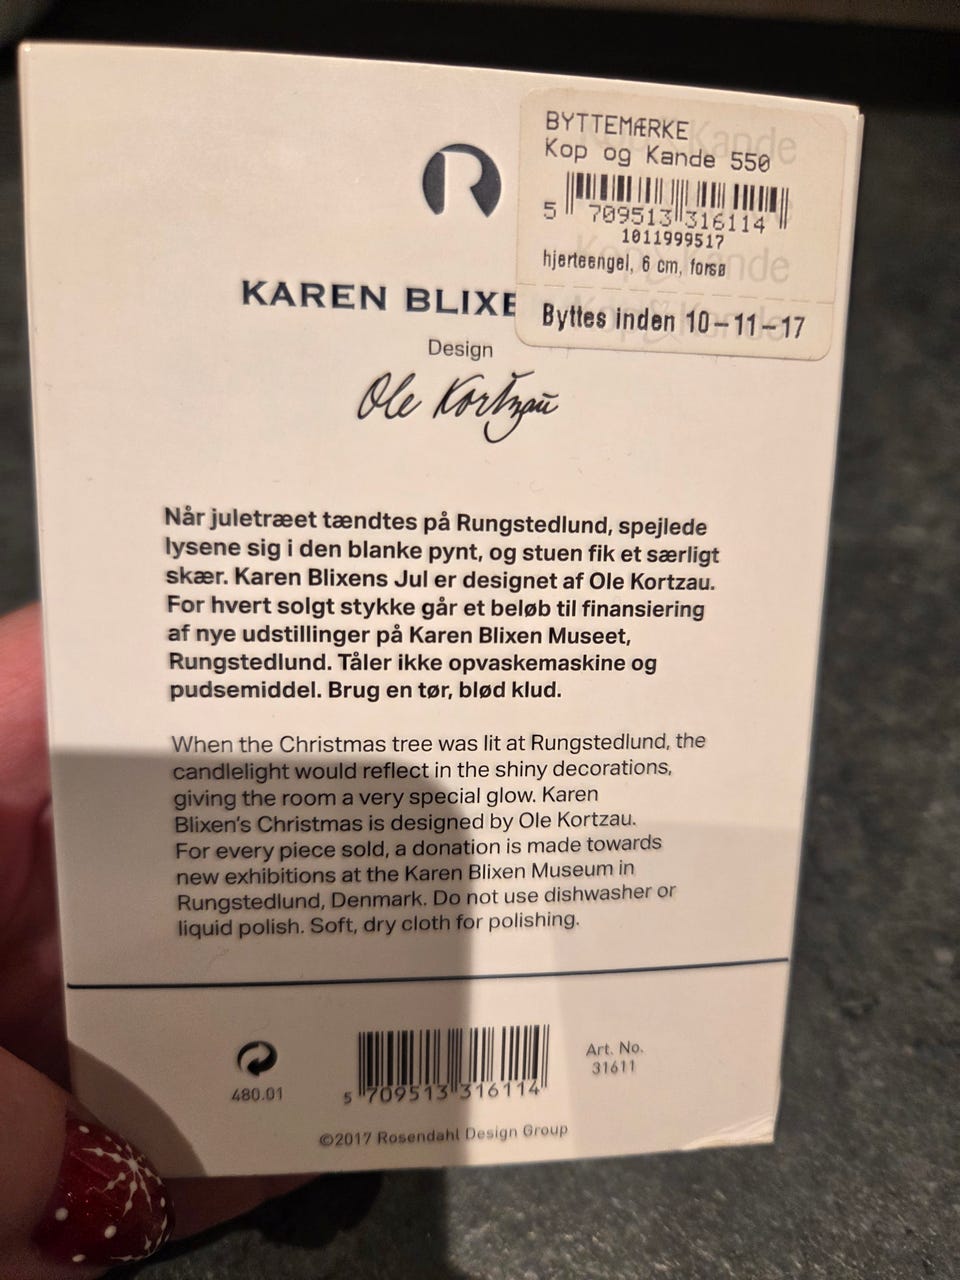 BYTTEMÆRKE
Kop og Kande 550
5 709513 316114
1011999517
hjerteengel, 6 cm, forsø
Byttes inden 10-11-17
KAREN BLIXE
Design
Ole Kortzau
Når juletræet tændtes på Rungstedlund, spejlede
lysene sig i den blanke pynt, og stuen fik et særligt
skær. Karen Blixens Jul er designet af Ole Kortzau.
For hvert solgt stykke går et beløb til finansiering
af nye udstillinger på Karen Blixen Museet,
Rungstedlund. Tåler ikke opvaskemaskine og
pudsemiddel. Brug en tør, blød klud.
When the Christmas tree was lit at Rungstedlund, the
candlelight would reflect in the shiny decorations,
giving the room a very special glow. Karen
Blixen's Christmas is designed by Ole Kortzau.
For every piece sold, a donation is made towards
new exhibitions at the Karen Blixen Museum in
Rungstedlund, Denmark. Do not use dishwasher or
liquid polish. Soft, dry cloth for polishing.
480.01
5 709513 316114
Art. No.
31611
©2017 Rosendahl Design Group